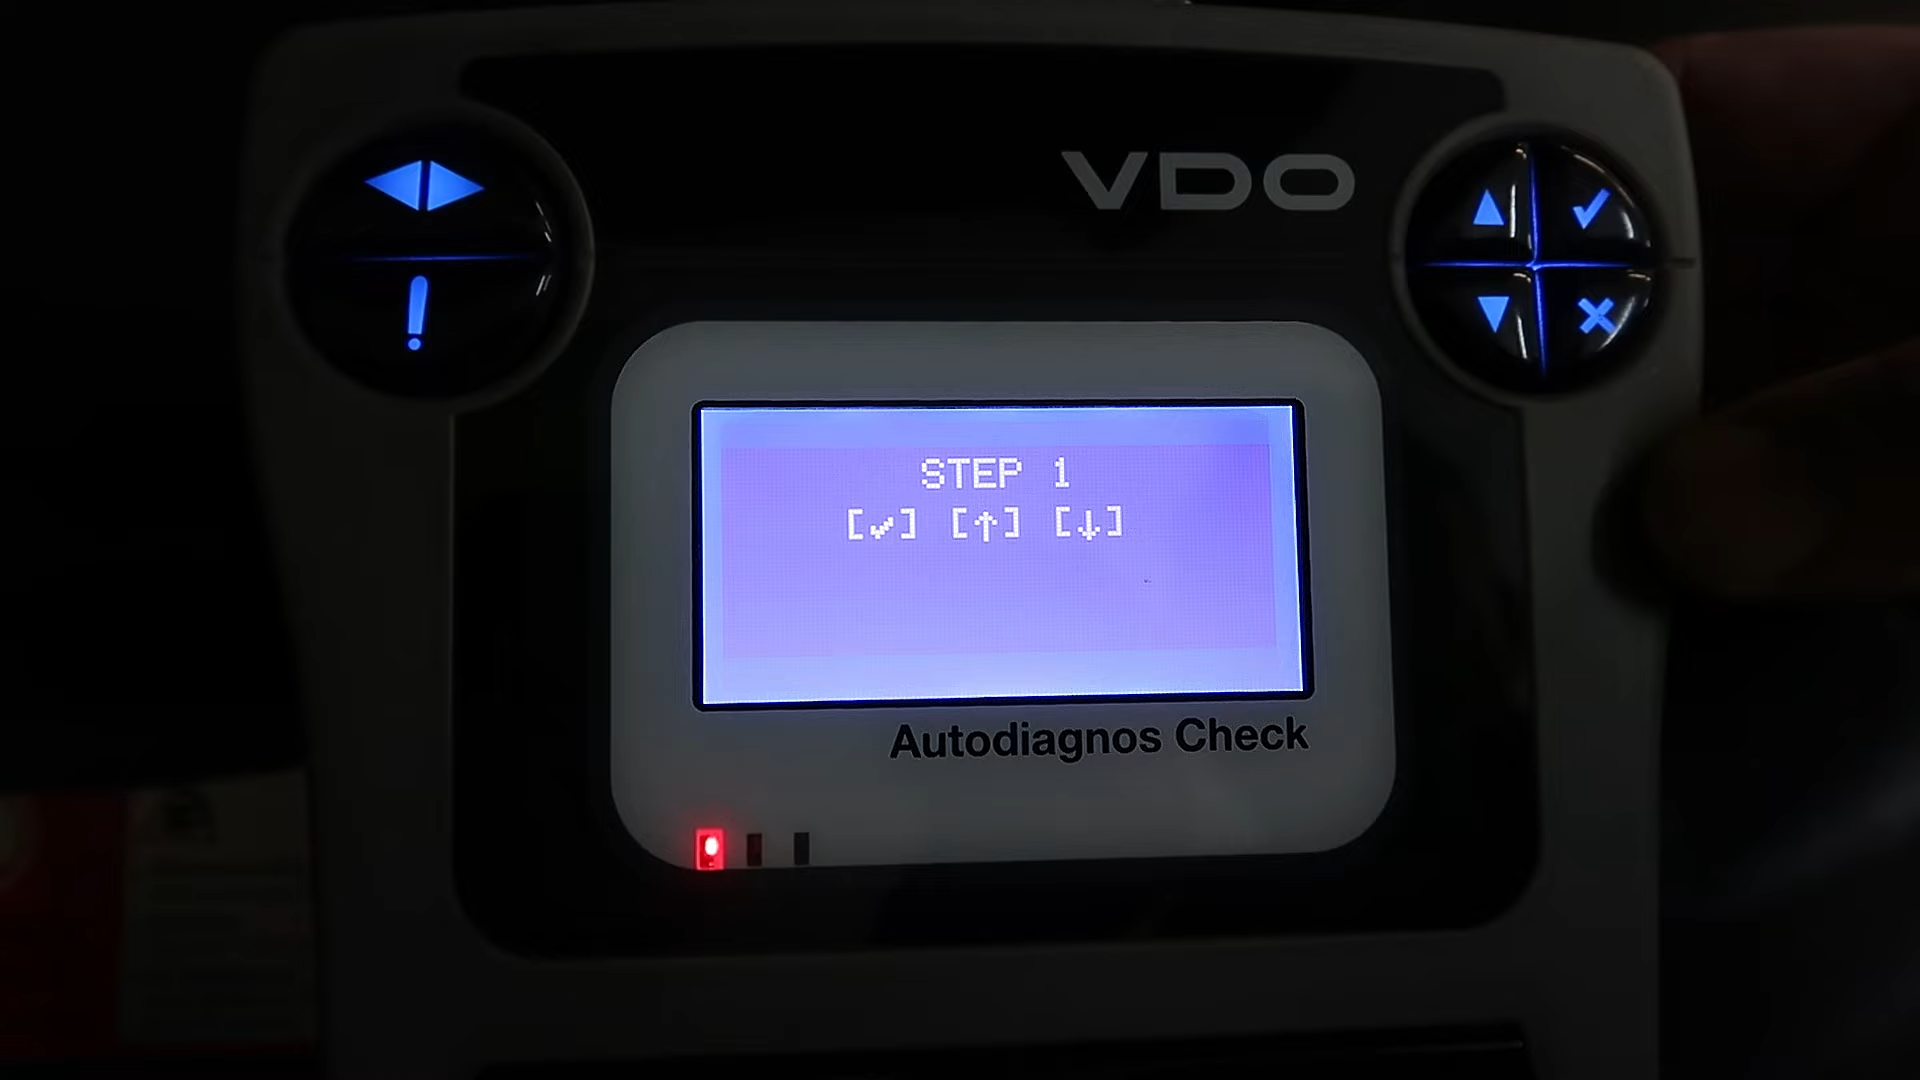 VDO
STEP 1
[✓] [↑] [↓]
Autodiagnos Check